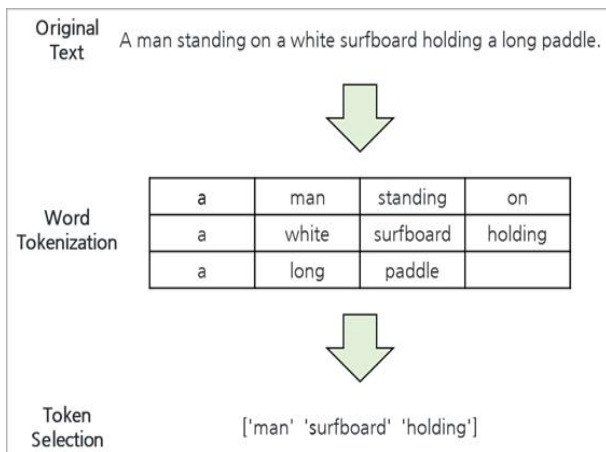 Original
Text
A man standing on a white surfboard holding a long paddle.
Word
Tokenization
a man standing on
a white surfboard holding
a long paddle
Token
Selection
['man' 'surfboard' 'holding']